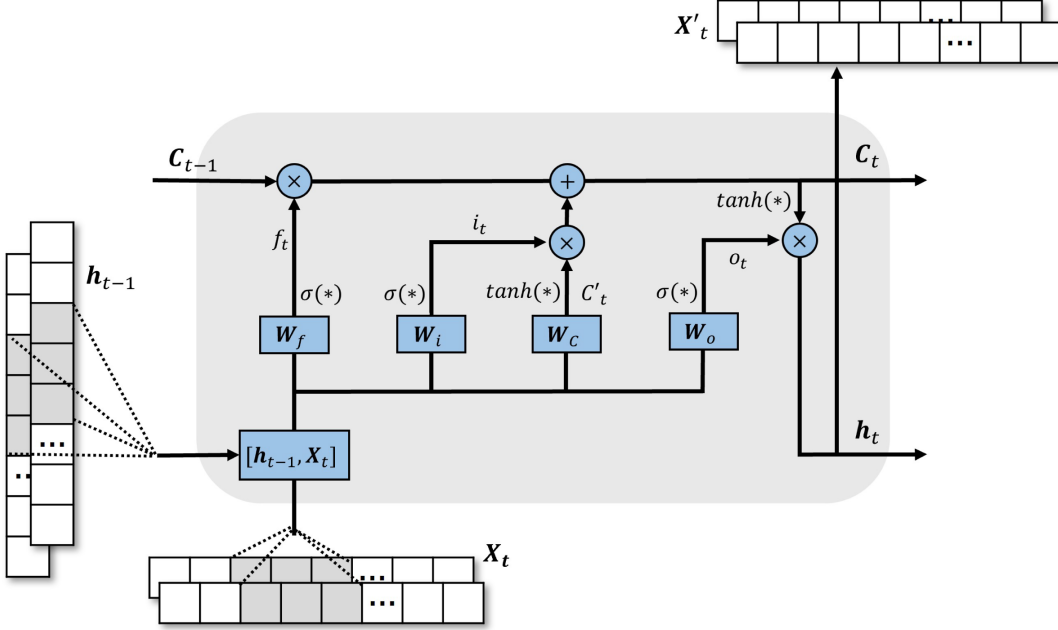 X'_t
...
...
C_{t-1}
×
+
C_t
f_t
i_t
×
tanh(∗)
×
o_t
h_{t-1}
σ(∗)
σ(∗)
tanh(∗)
C'_t
σ(∗)
W_f
W_i
W_C
W_o
...
...
[h_{t-1}, X_t]
h_t
X_t
...
...